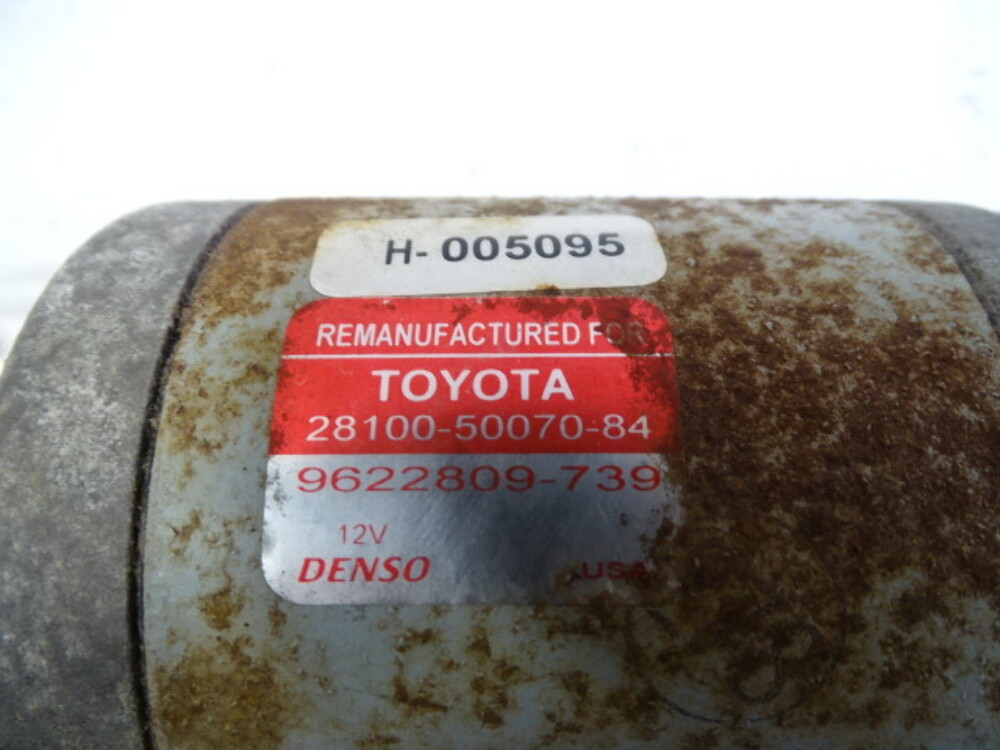 H- 005095
REMANUFACTURED FOR
TOYOTA
28100-50070-84
9622809-739
12V
DENSO USA